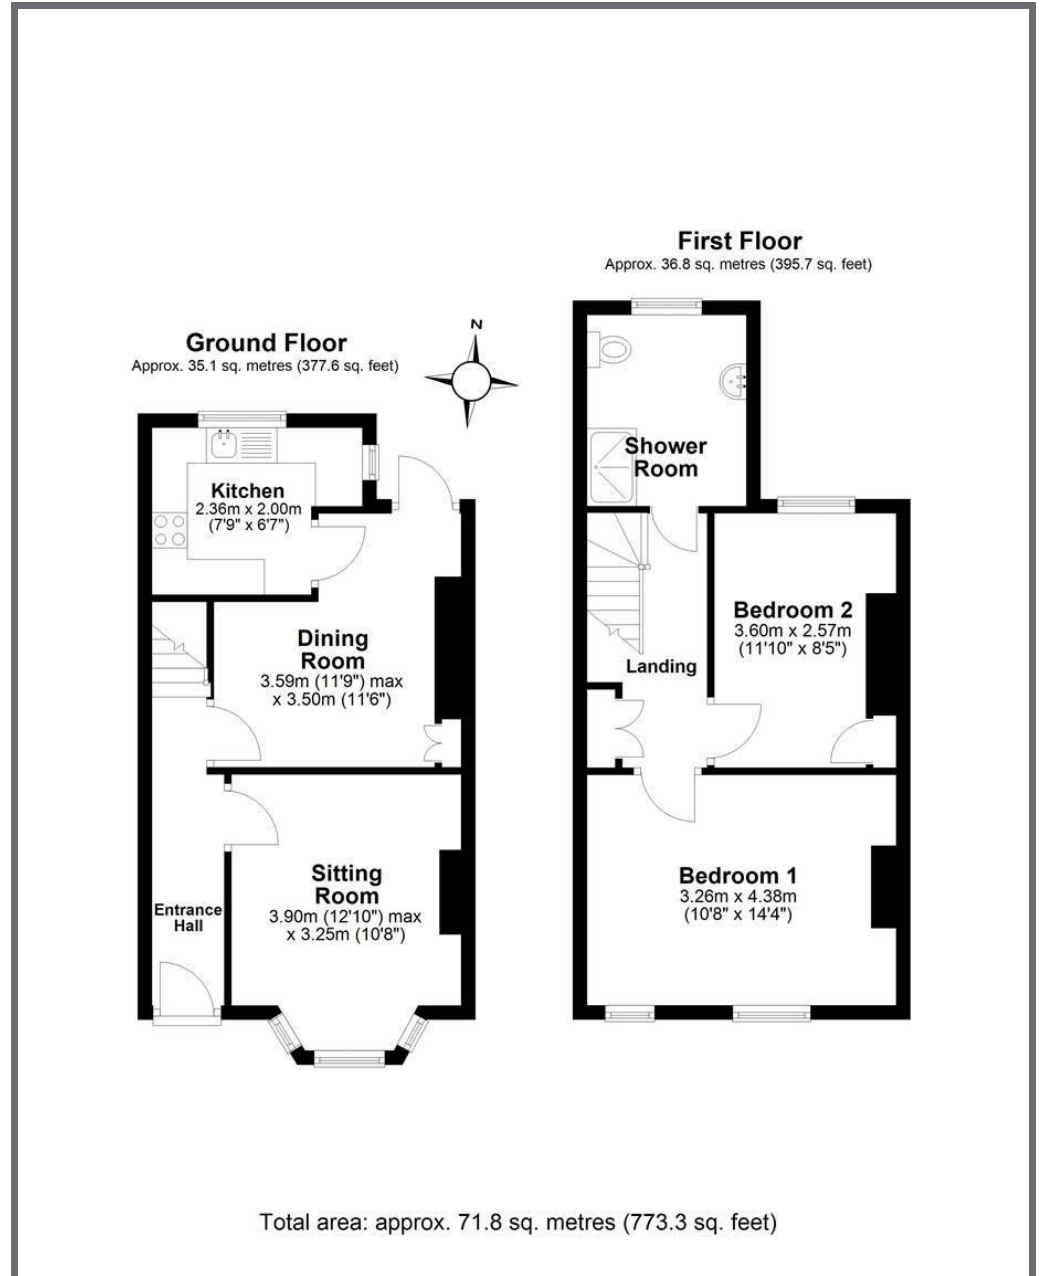 First Floor
Approx. 36.8 sq. metres (395.7 sq. feet)
Ground Floor
Approx. 35.1 sq. metres (377.6 sq. feet)
N
Kitchen
2.36m x 2.00m
(7'9" x 6'7")
Dining
Room
3.59m (11'9") max
x 3.50m (11'6")
Sitting
Room
3.90m (12'10") max
x 3.25m (10'8")
Entrance
Hall
Shower
Room
Bedroom 2
3.60m x 2.57m
(11'10" x 8'5")
Landing
Bedroom 1
3.26m x 4.38m
(10'8" x 14'4")
Total area: approx. 71.8 sq. metres (773.3 sq. feet)